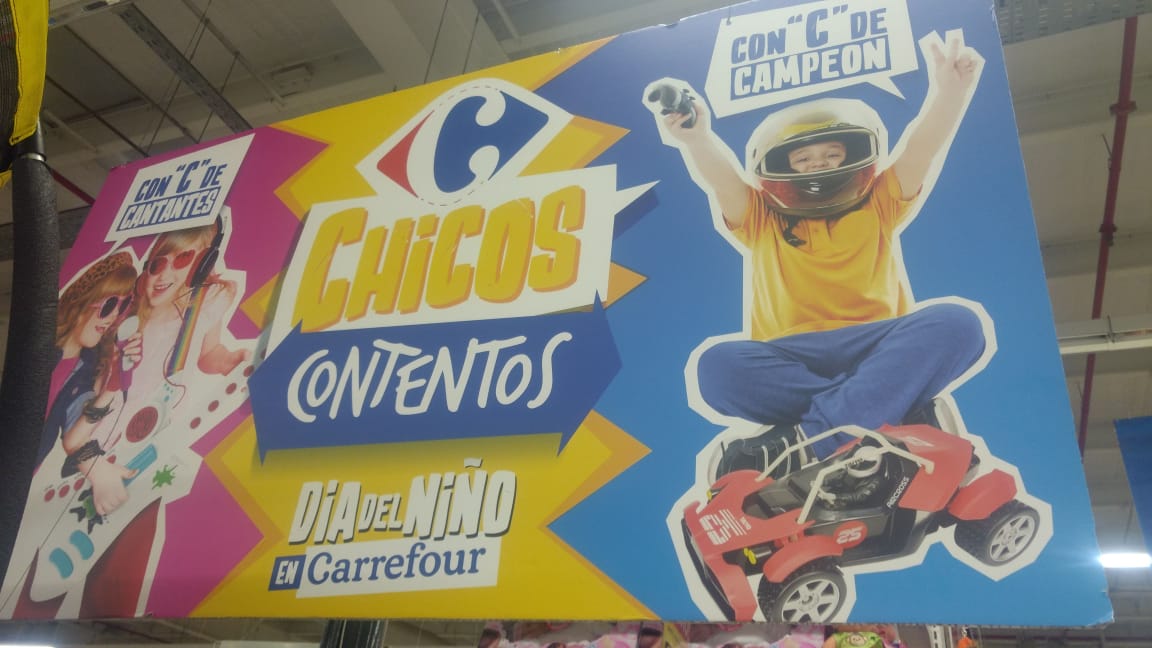 CON "C" DE
CANTANTES
CHiCOS
CONTENTOS
DiA DEL NiÑO
EN Carrefour
CON "C" DE
CAMPEON
25